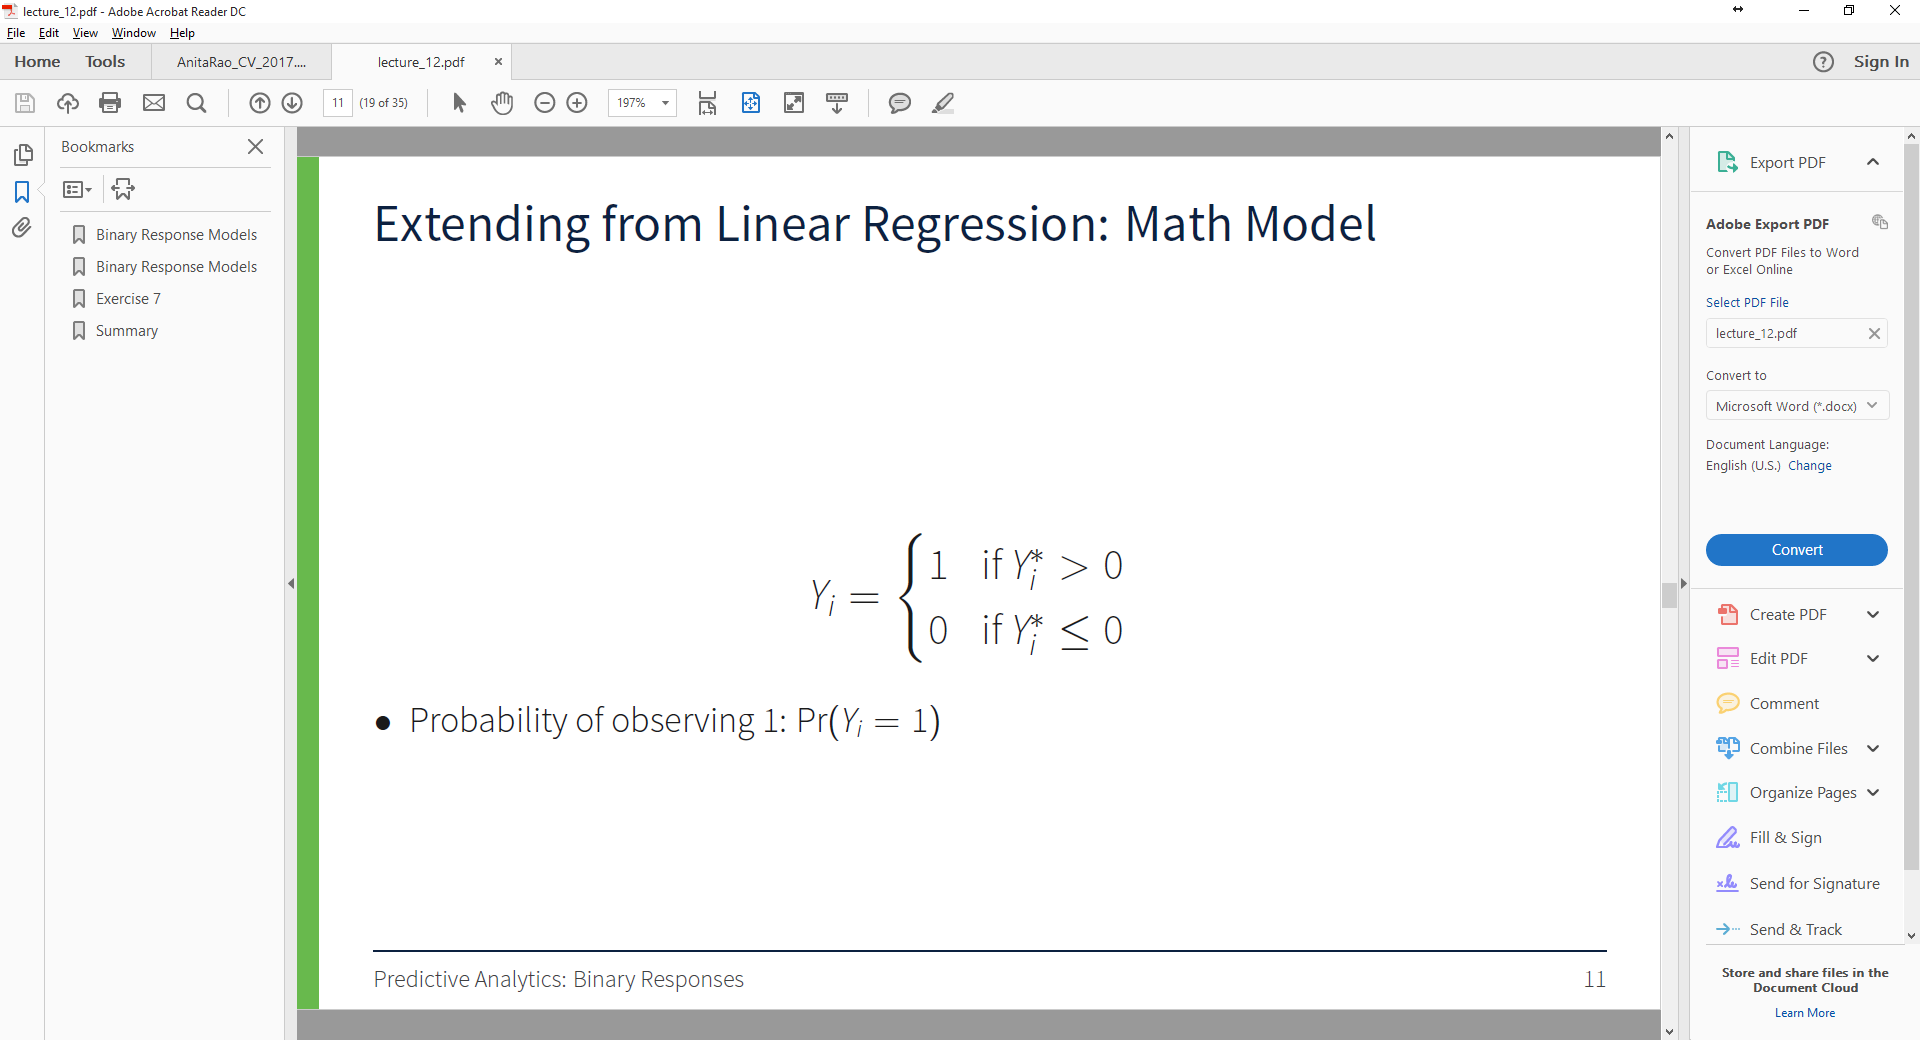 lecture_12.pdf - Adobe Acrobat Reader DC
File Edit View Window Help
Home Tools AnitaRao_CV_2017.... lecture_12.pdf × Sign In
11 (19 of 35) 197%
Bookmarks
Binary Response Models
Binary Response Models
Exercise 7
Summary
Extending from Linear Regression: Math Model
Y_i = { 1 if Y_i^* > 0
0 if Y_i^* ≤ 0
• Probability of observing 1: Pr(Y_i = 1)
Predictive Analytics: Binary Responses 11
Export PDF
Adobe Export PDF
Convert PDF Files to Word
or Excel Online
Select PDF File
lecture_12.pdf
Convert to
Microsoft Word (*.docx)
Document Language:
English (U.S.) Change
Convert
Create PDF
Edit PDF
Comment
Combine Files
Organize Pages
Fill & Sign
Send for Signature
Send & Track
Store and share files in the
Document Cloud
Learn More